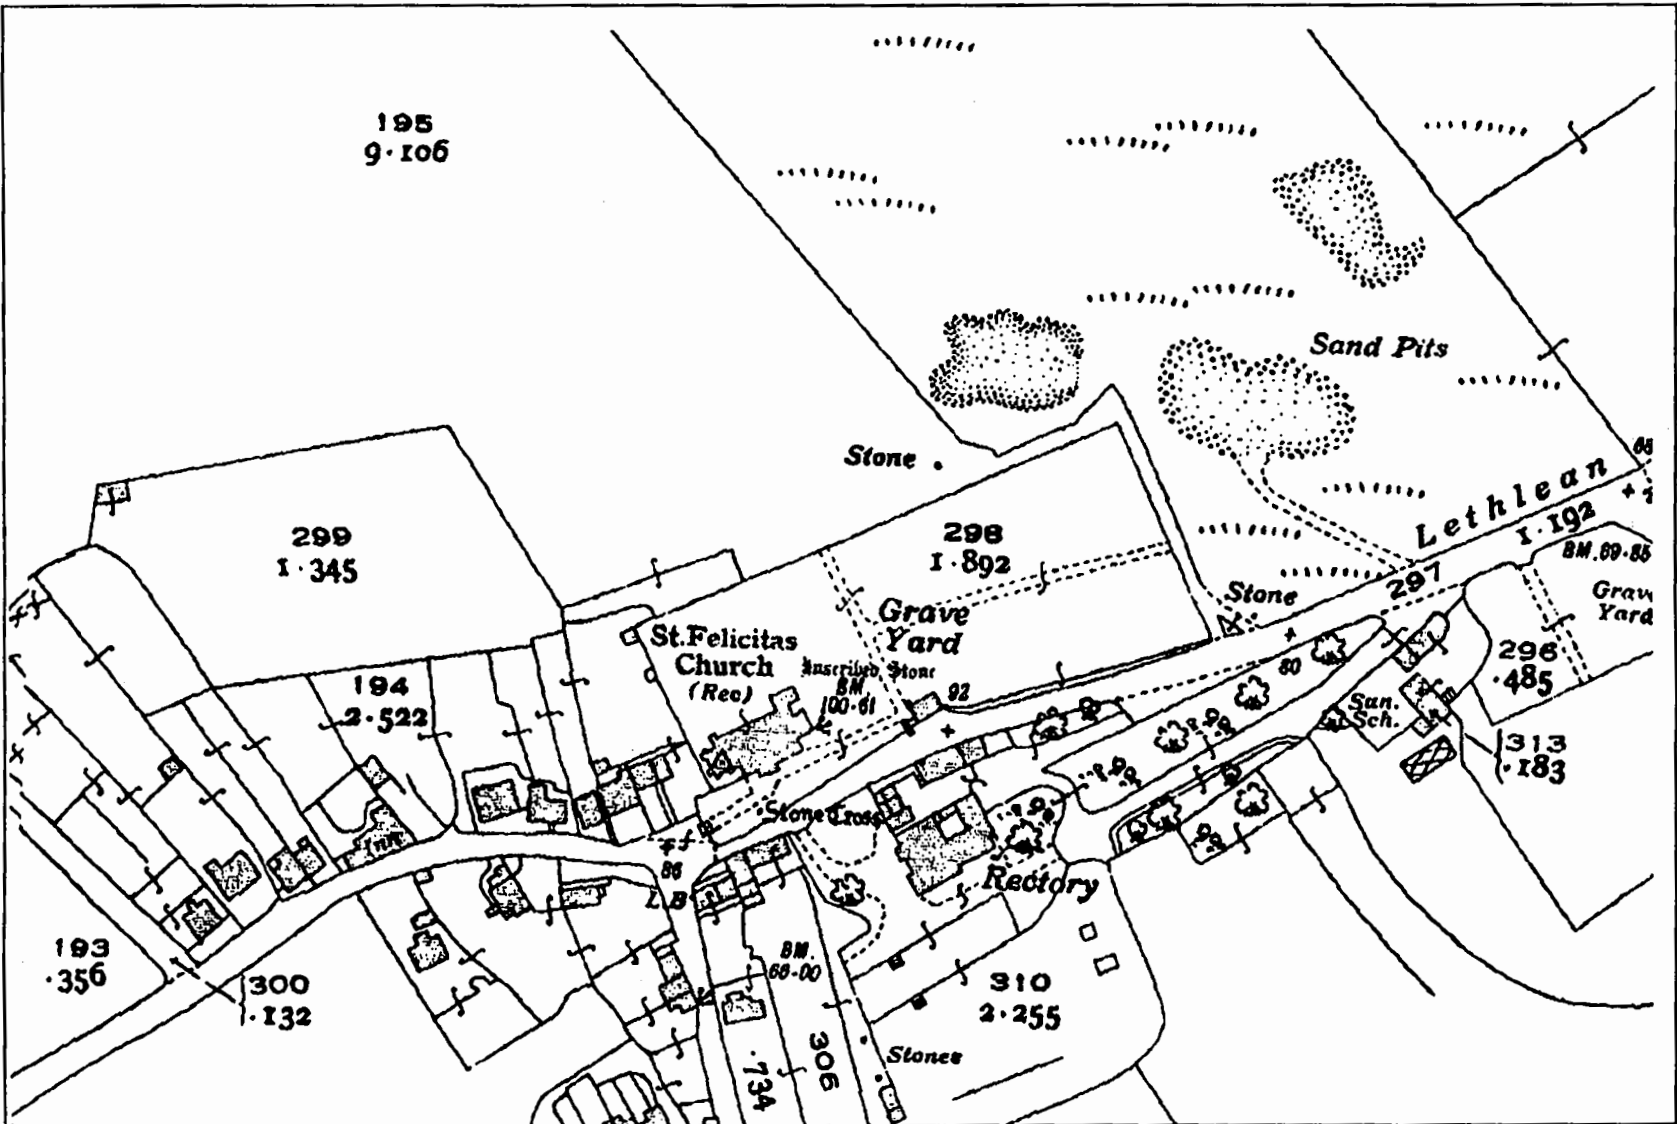 195
9·106
Sand Pits
Stone
Lethlean
299
1·345
298
1·892
1·192
BM.89·85
297
Stone
Grave
Yard
St.Felicitas
Church
(Rec)
Inscribed Stone
BM.
100·61
Grave
Yard
296
·485
80
194
2·522
92
San.
Sch.
313
·183
Stone Cross
Inn
86
L.B
Rectory
193
·356
300
·132
BM.
66·00
310
2·255
Stones
306
·734